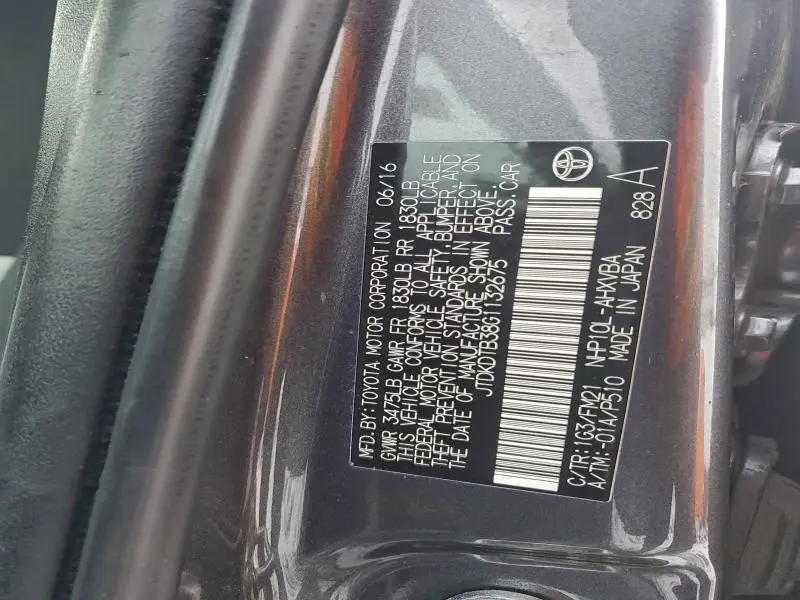 MFD.BY:TOYOTA MOTOR CORPORATION 06/16
GVWR 3475LB GAWR FR 1830LB RR 1830LB
THIS VEHICLE CONFORMS TO ALL APPLICABLE
FEDERAL MOTOR VEHICLE SAFETY,BUMPER,AND
THEFT PREVENTION STANDARDS IN EFFECT ON
THE DATE OF MANUFACTURE SHOWN ABOVE.
JTDKDTB38G1132675 PASS.CAR
C/TR:1G3/FM21 NHP10L-AHXVBA
A/TM:-01A/P510 MADE IN JAPAN 828 A